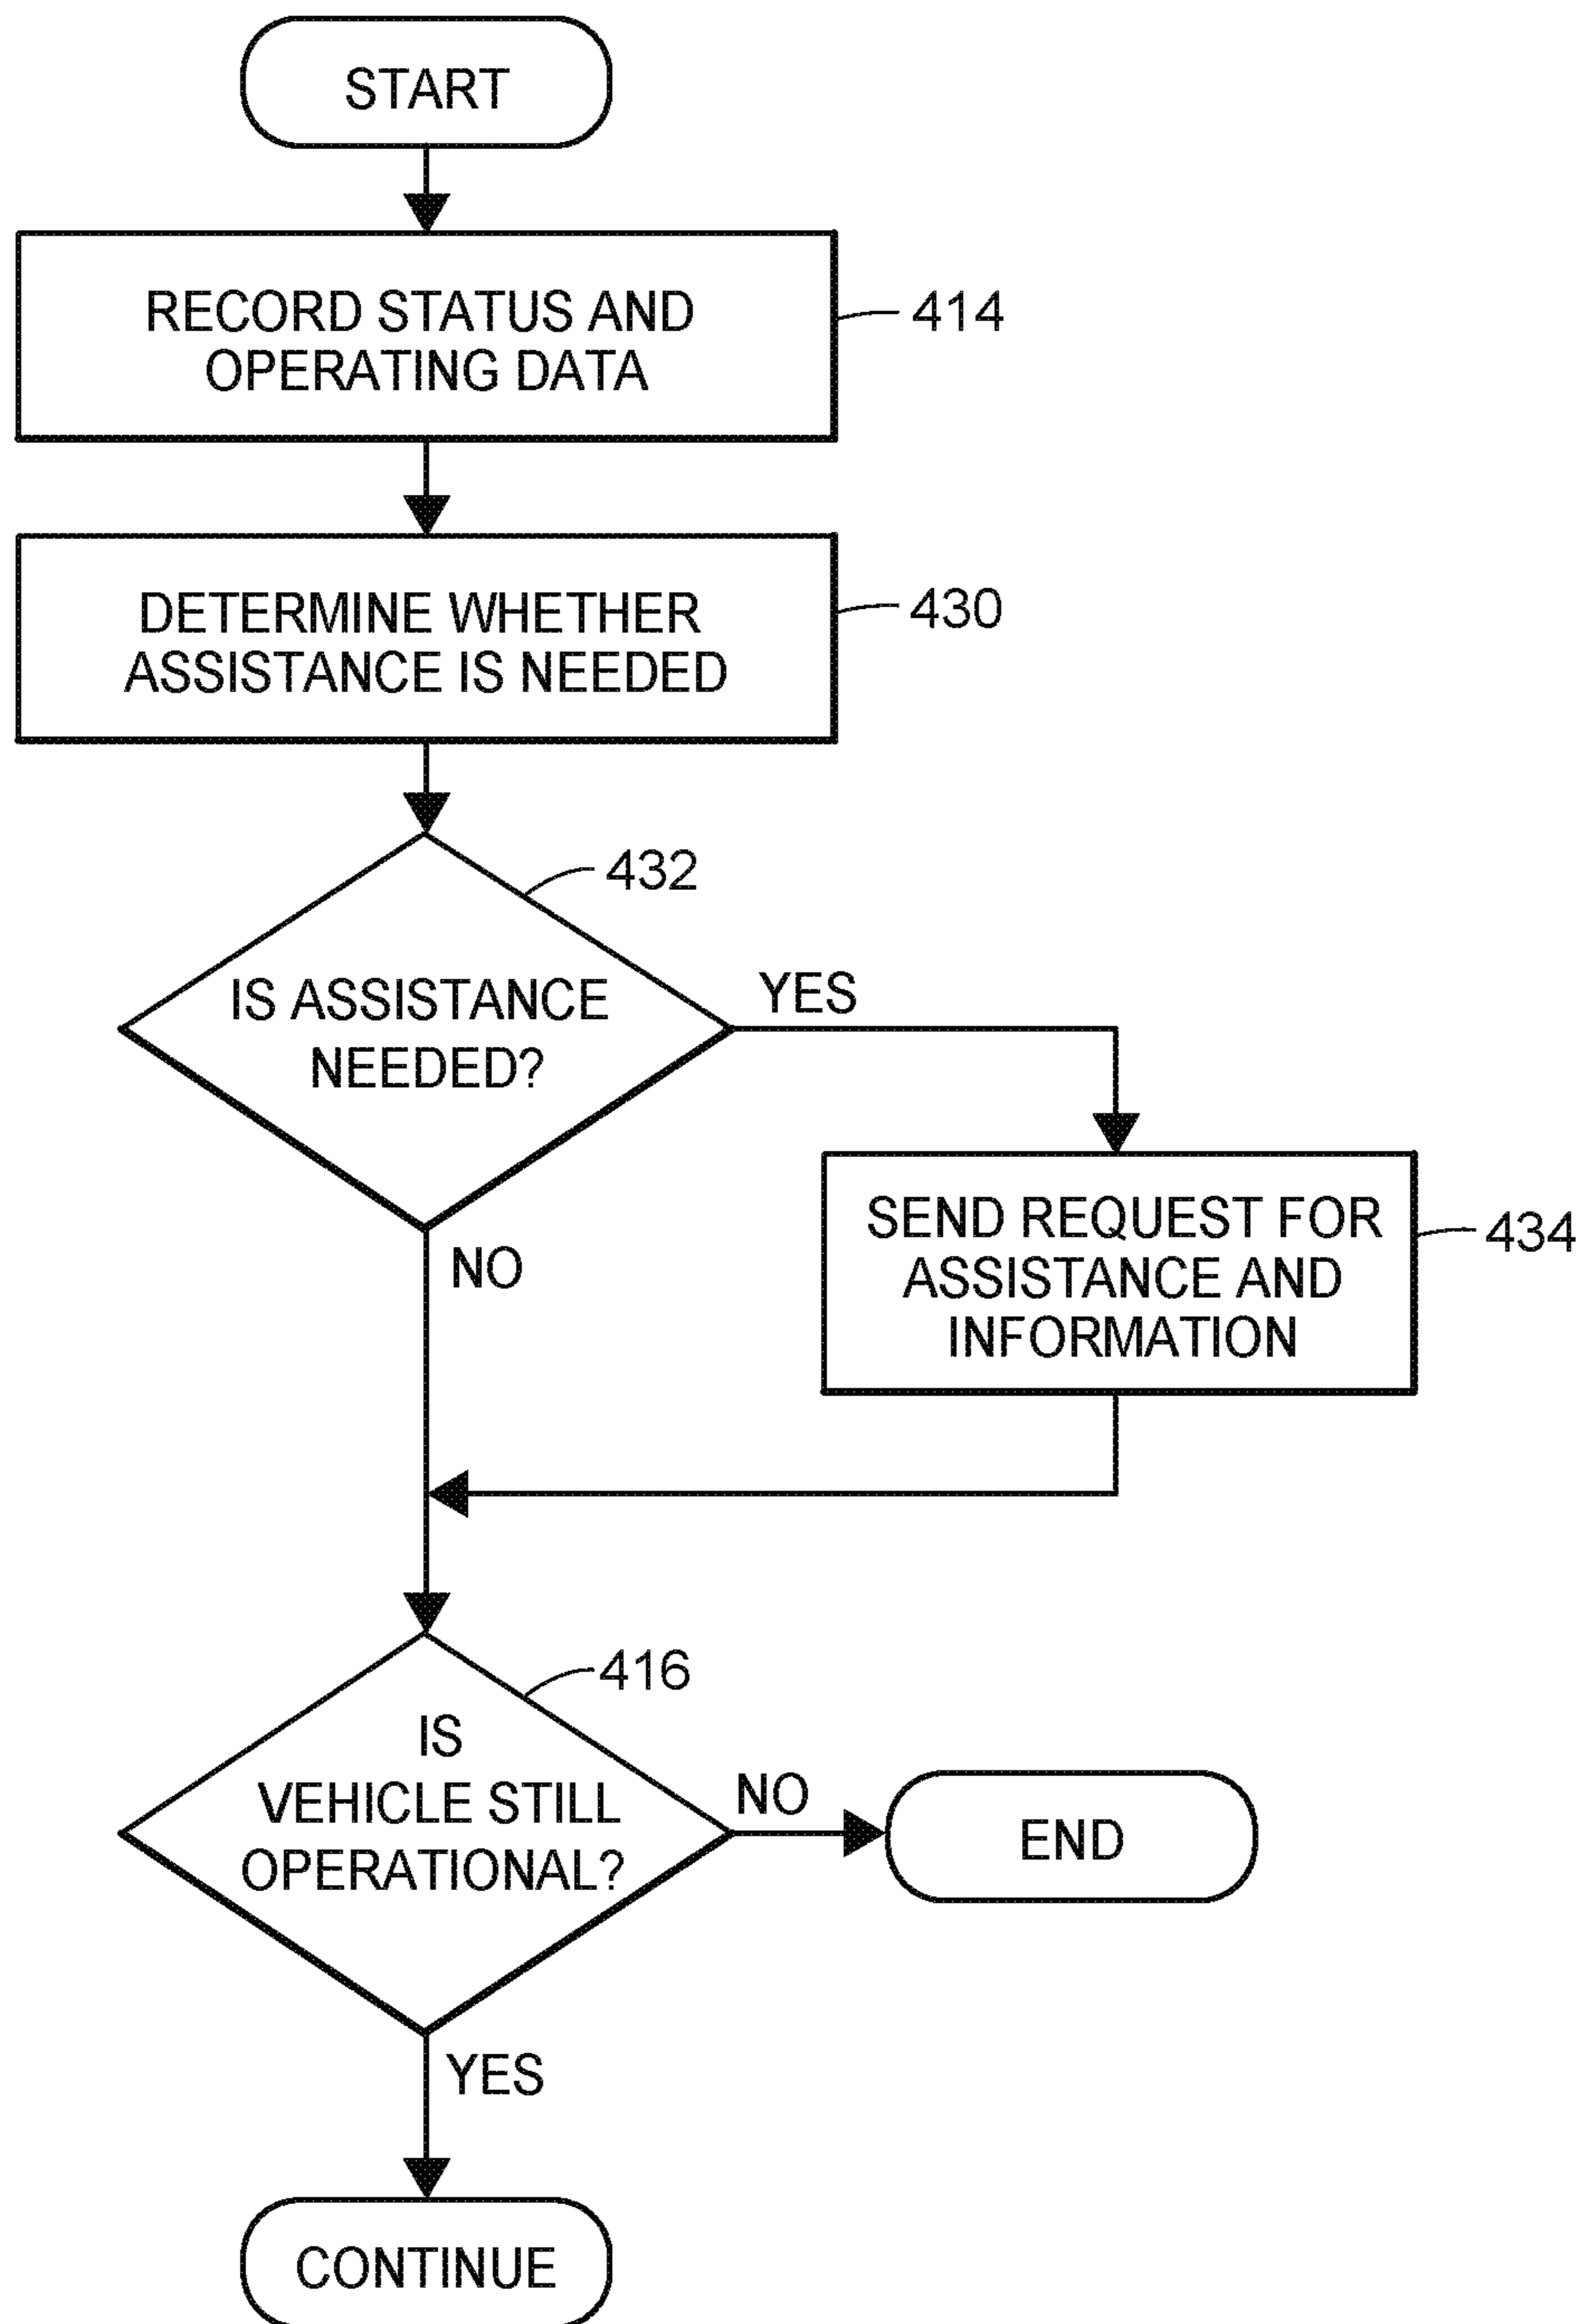 START
RECORD STATUS AND
OPERATING DATA
414
DETERMINE WHETHER
ASSISTANCE IS NEEDED
430
432
IS ASSISTANCE
NEEDED?
YES
NO
SEND REQUEST FOR
ASSISTANCE AND
INFORMATION
434
416
IS
VEHICLE STILL
OPERATIONAL?
NO
END
YES
CONTINUE